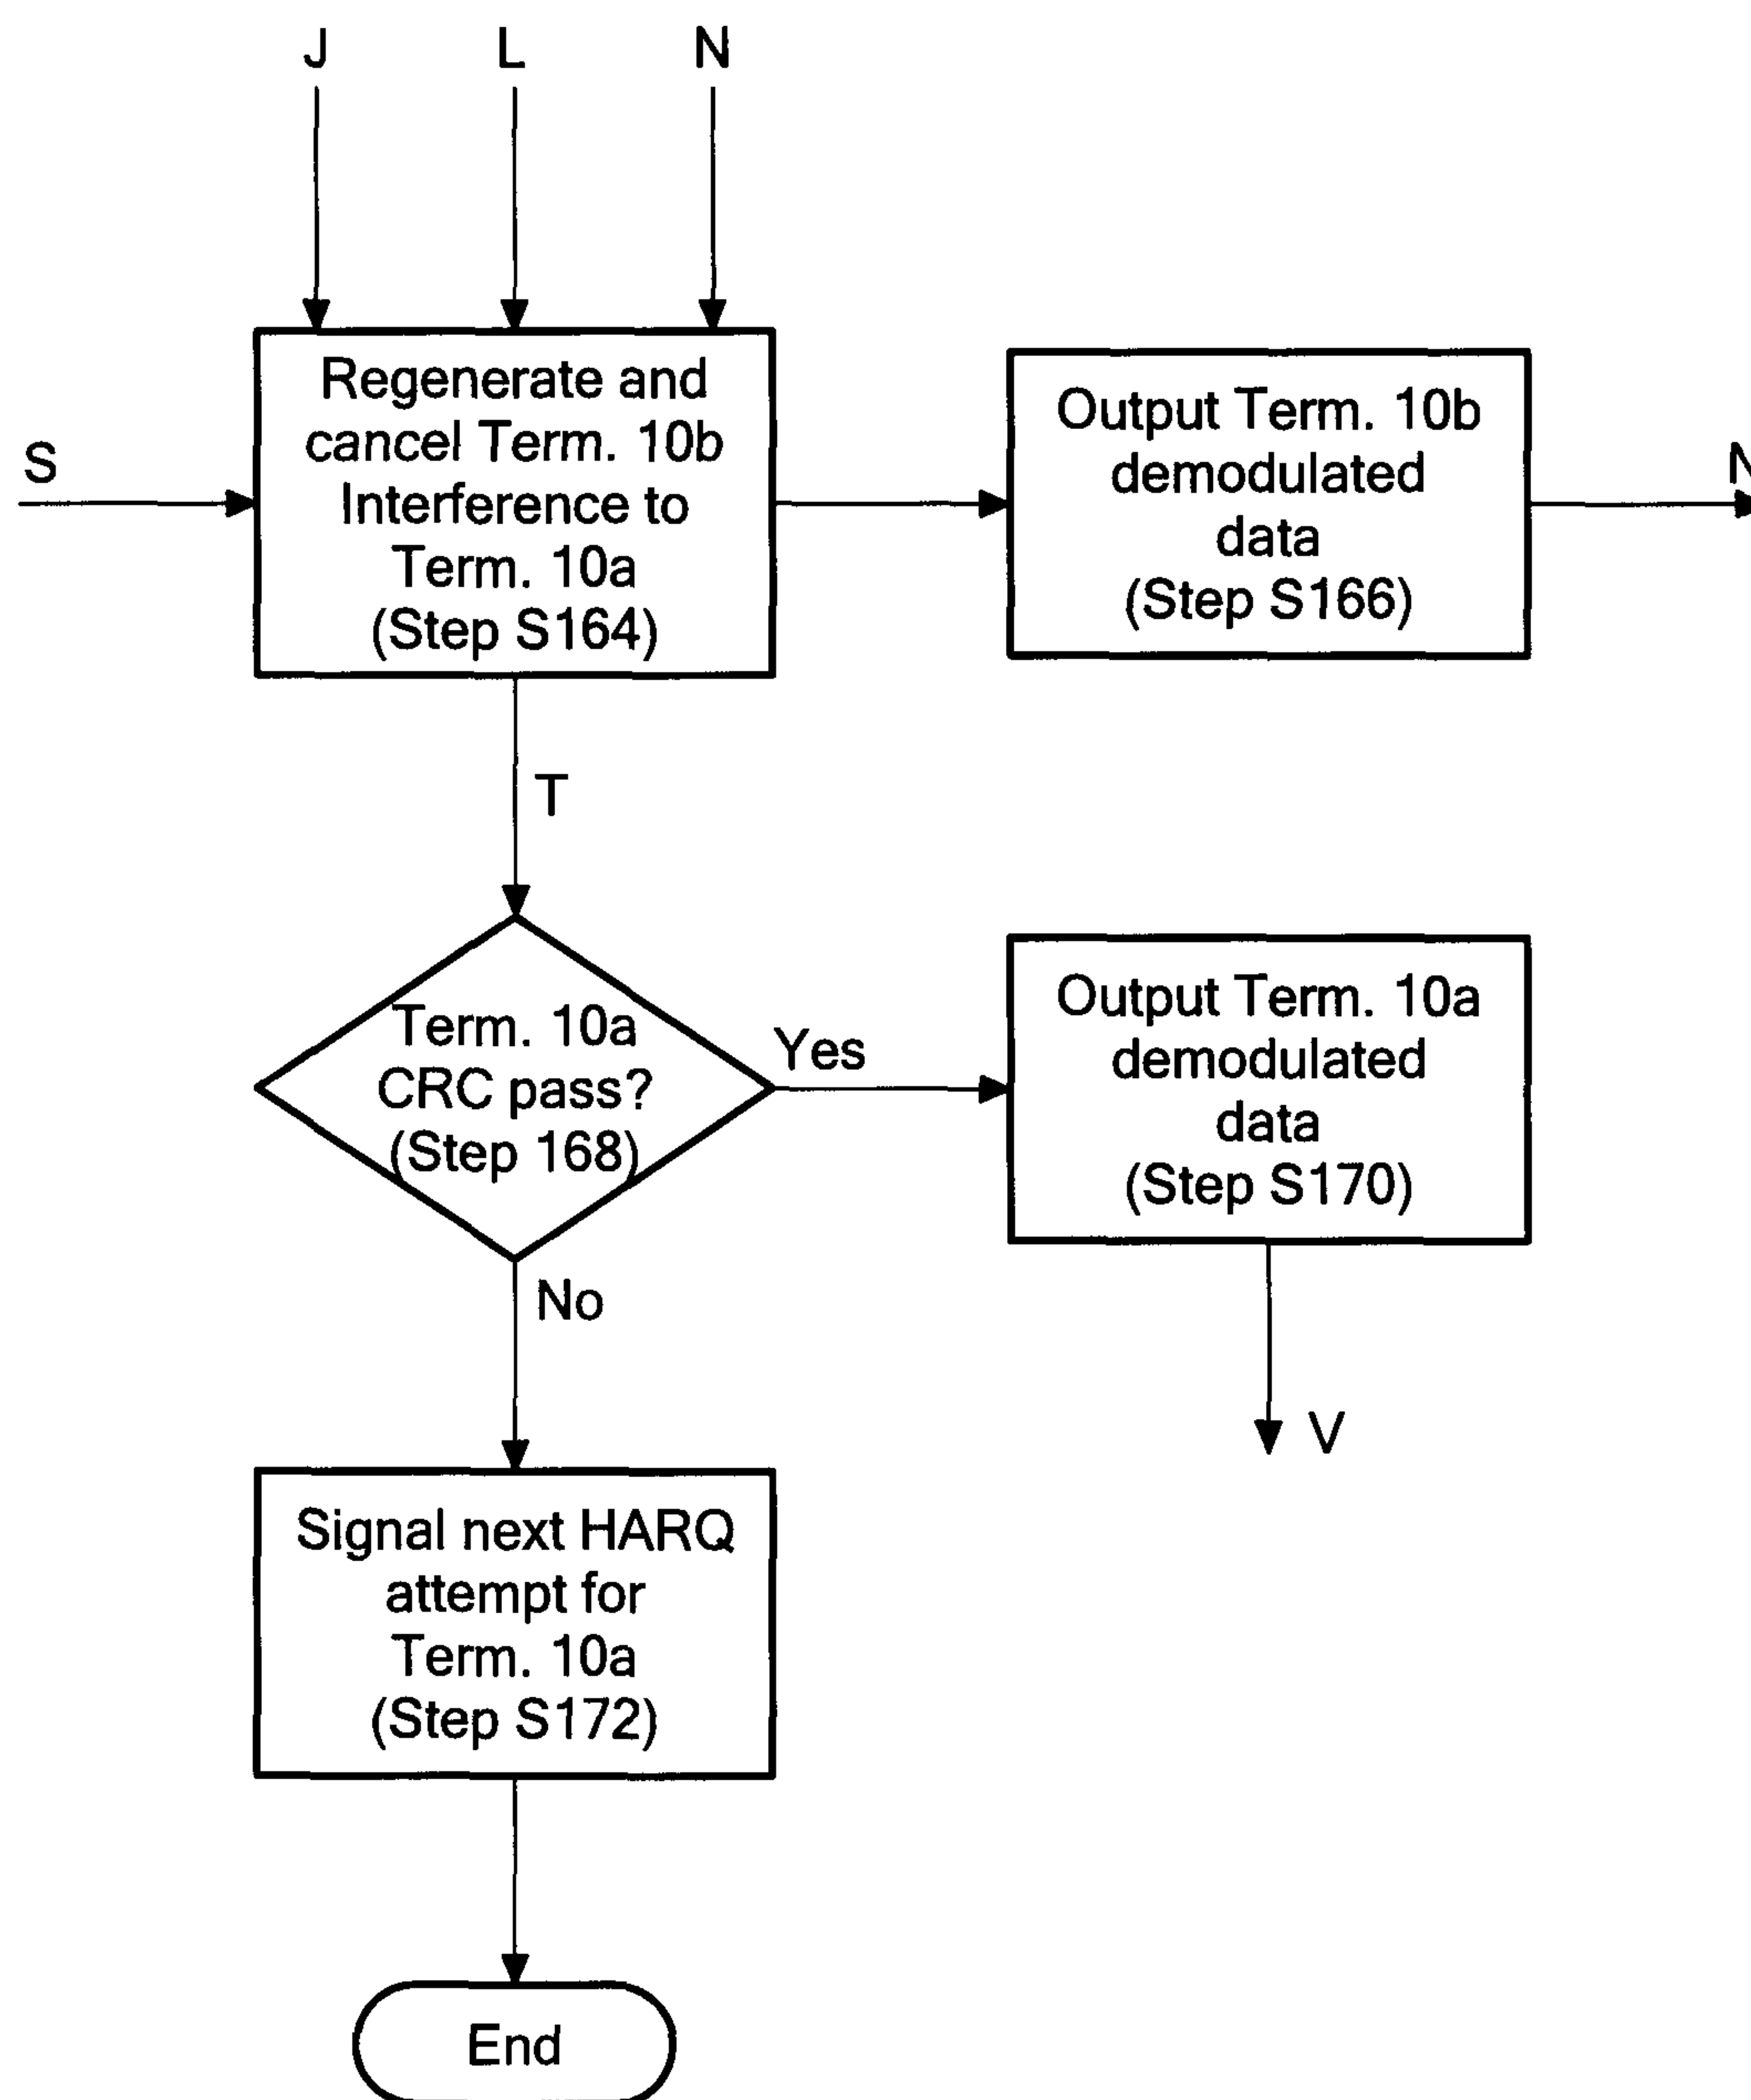 J L N
Regenerate and
cancel Term. 10b
Interference to
Term. 10a
(Step S164)
S
Output Term. 10b
demodulated
data
(Step S166)
T
Term. 10a
CRC pass?
(Step 168)
Yes
Output Term. 10a
demodulated
data
(Step S170)
No
V
Signal next HARQ
attempt for
Term. 10a
(Step S172)
End